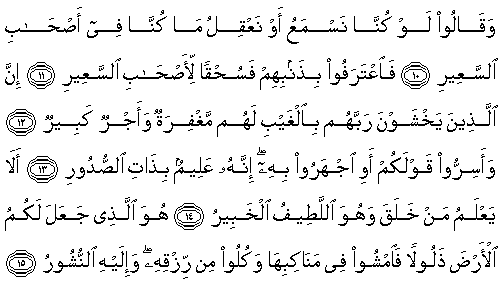 وَقَالُوا۟ لَوْ كُنَّا نَسْمَعُ أَوْ نَعْقِلُ مَا كُنَّا فِىٓ أَصْحَـٰبِ
ٱلسَّعِيرِ ١٠ فَٱعْتَرَفُوا۟ بِذَنۢبِهِمْ فَسُحْقًا لِّأَصْحَـٰبِ ٱلسَّعِيرِ ١١ إِنَّ
ٱلَّذِينَ يَخْشَوْنَ رَبَّهُم بِٱلْغَيْبِ لَهُم مَّغْفِرَةٌ وَأَجْرٌ كَبِيرٌ ١٢
وَأَسِرُّوا۟ قَوْلَكُمْ أَوِ ٱجْهَرُوا۟ بِهِۦٓ ۖ إِنَّهُۥ عَلِيمٌۢ بِذَاتِ ٱلصُّدُورِ ١٣ أَلَا
يَعْلَمُ مَنْ خَلَقَ وَهُوَ ٱللَّطِيفُ ٱلْخَبِيرُ ١٤ هُوَ ٱلَّذِى جَعَلَ لَكُمُ
ٱلْأَرْضَ ذَلُولًا فَٱمْشُوا۟ فِى مَنَاكِبِهَا وَكُلُوا۟ مِن رِّزْقِهِۦ ۖ وَإِلَيْهِ ٱلنُّشُورُ ١٥